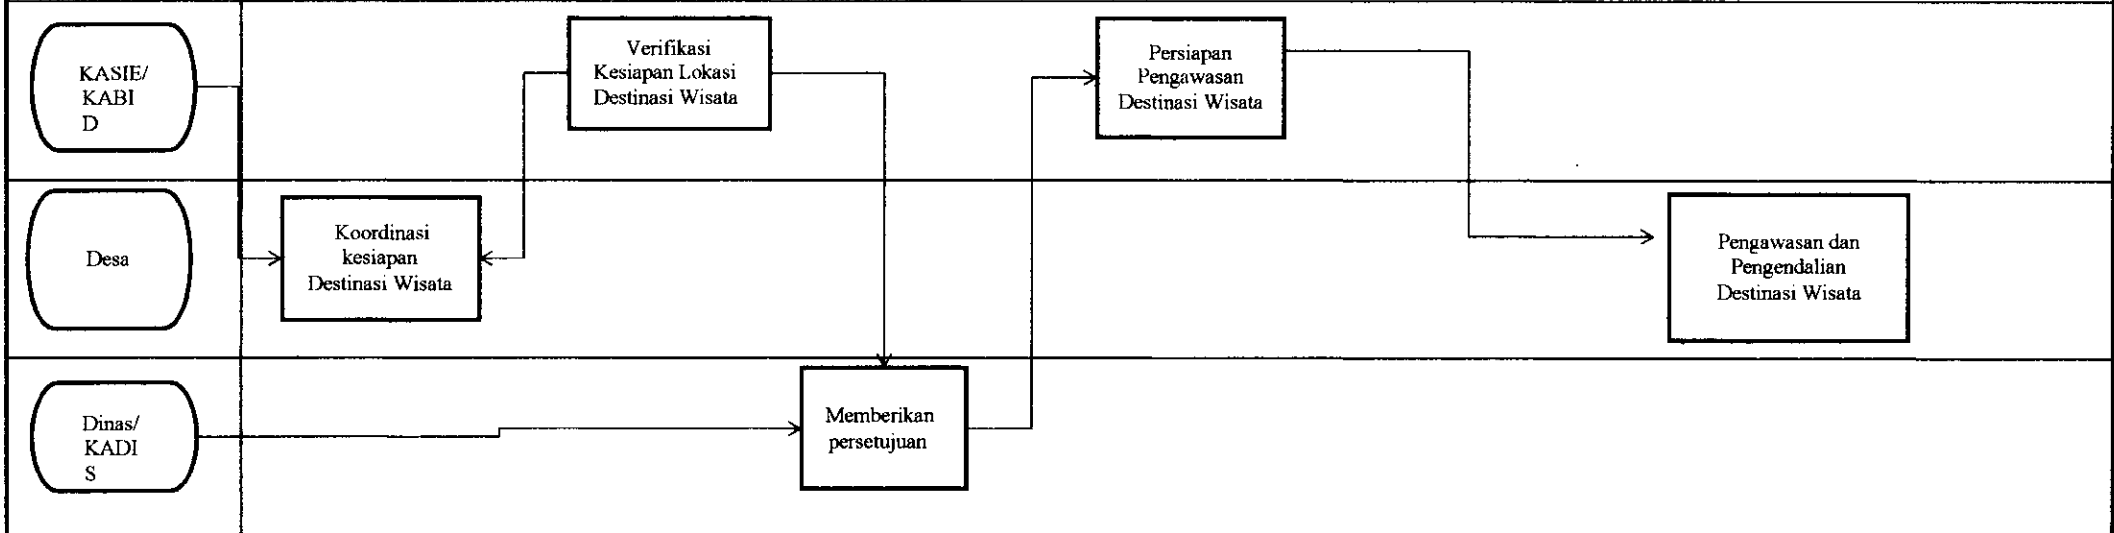 KASIE/
KABI
D
Verifikasi
Kesiapan Lokasi
Destinasi Wisata
Persiapan
Pengawasan
Destinasi Wisata
Desa
Koordinasi
kesiapan
Destinasi Wisata
Pengawasan dan
Pengendalian
Destinasi Wisata
Dinas/
KADI
S
Memberikan
persetujuan